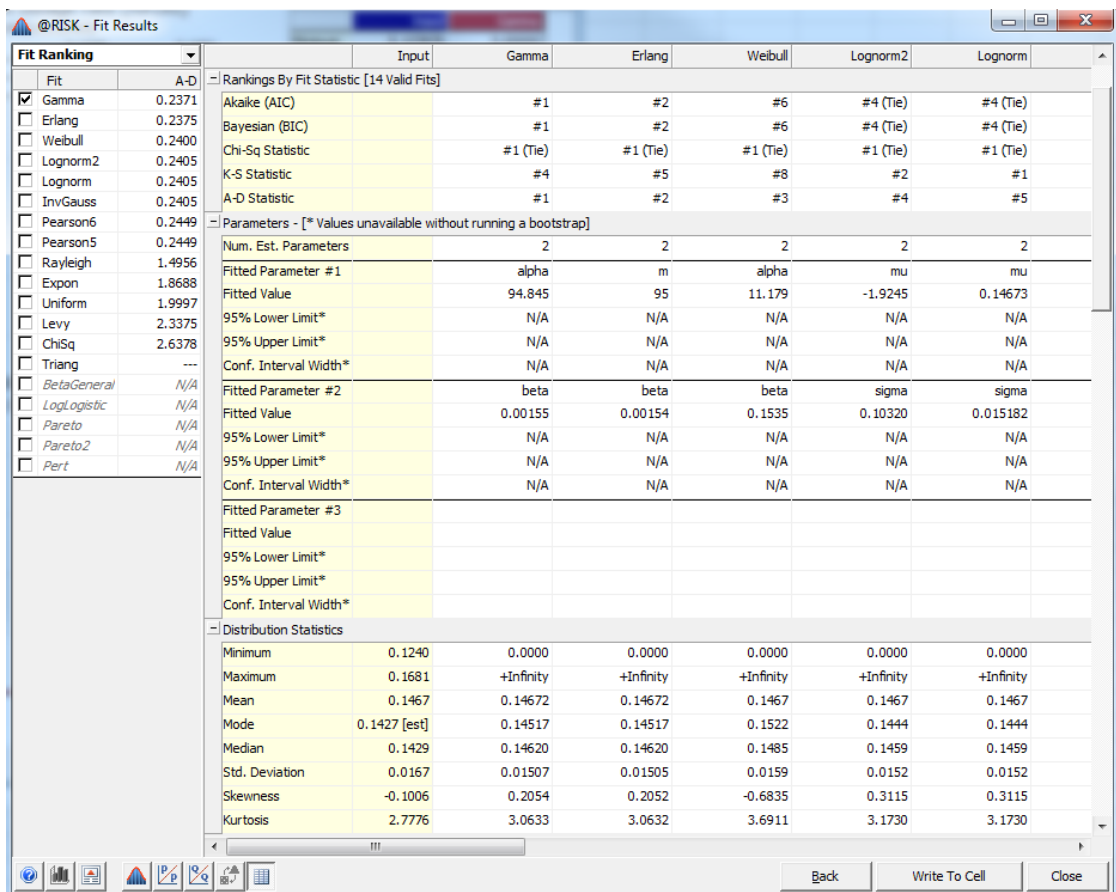 @RISK - Fit Results
Fit Ranking
Fit A-D
Gamma 0.2371
Erlang 0.2375
Weibull 0.2400
Lognorm2 0.2405
Lognorm 0.2405
InvGauss 0.2405
Pearson6 0.2449
Pearson5 0.2449
Rayleigh 1.4956
Expon 1.8688
Uniform 1.9997
Levy 2.3375
ChiSq 2.6378
Triang ---
BetaGeneral N/A
LogLogistic N/A
Pareto N/A
Pareto2 N/A
Pert N/A
Input Gamma Erlang Weibull Lognorm2 Lognorm
Rankings By Fit Statistic [14 Valid Fits]
Akaike (AIC) #1 #2 #6 #4 (Tie) #4 (Tie)
Bayesian (BIC) #1 #2 #6 #4 (Tie) #4 (Tie)
Chi-Sq Statistic #1 (Tie) #1 (Tie) #1 (Tie) #1 (Tie) #1 (Tie)
K-S Statistic #4 #5 #8 #2 #1
A-D Statistic #1 #2 #3 #4 #5
Parameters - [* Values unavailable without running a bootstrap]
Num. Est. Parameters 2 2 2 2 2
Fitted Parameter #1 alpha m alpha mu mu
Fitted Value 94.845 95 11.179 -1.9245 0.14673
95% Lower Limit* N/A N/A N/A N/A N/A
95% Upper Limit* N/A N/A N/A N/A N/A
Conf. Interval Width* N/A N/A N/A N/A N/A
Fitted Parameter #2 beta beta beta sigma sigma
Fitted Value 0.00155 0.00154 0.1535 0.10320 0.015182
95% Lower Limit* N/A N/A N/A N/A N/A
95% Upper Limit* N/A N/A N/A N/A N/A
Conf. Interval Width* N/A N/A N/A N/A N/A
Fitted Parameter #3
Fitted Value
95% Lower Limit*
95% Upper Limit*
Conf. Interval Width*
Distribution Statistics
Minimum 0.1240 0.0000 0.0000 0.0000 0.0000 0.0000
Maximum 0.1681 +Infinity +Infinity +Infinity +Infinity +Infinity
Mean 0.1467 0.14672 0.14672 0.1467 0.1467 0.1467
Mode 0.1427 [est] 0.14517 0.14517 0.1522 0.1444 0.1444
Median 0.1429 0.14620 0.14620 0.1485 0.1459 0.1459
Std. Deviation 0.0167 0.01507 0.01505 0.0159 0.0152 0.0152
Skewness -0.1006 0.2054 0.2052 -0.6835 0.3115 0.3115
Kurtosis 2.7776 3.0633 3.0632 3.6911 3.1730 3.1730
Back Write To Cell Close